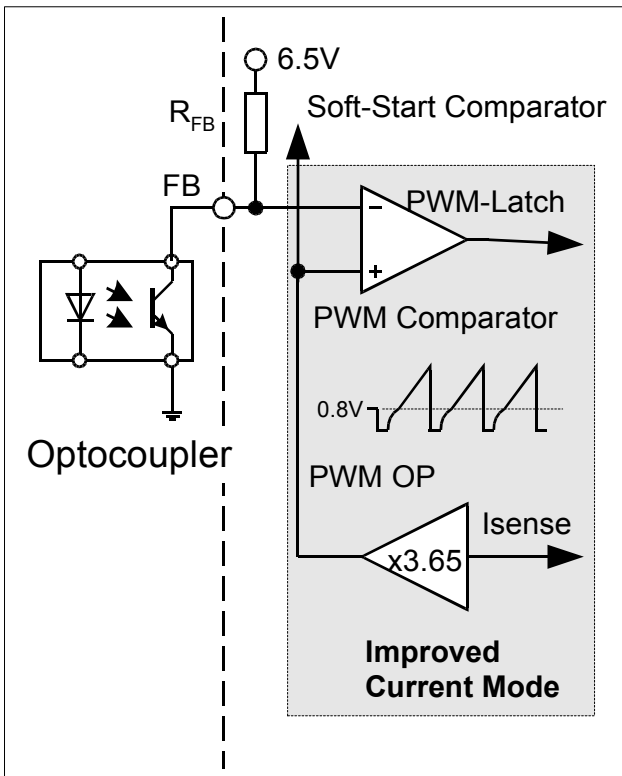 6.5V
RFB
Soft-Start Comparator
FB
PWM-Latch
−
+
PWM Comparator
0.8V
Optocoupler
PWM OP
Isense
x3.65
Improved
Current Mode